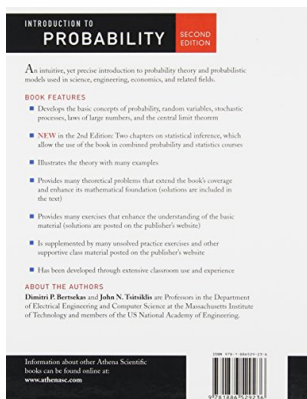 INTRODUCTION TO
PROBABILITY
SECOND
EDITION
An intuitive, yet precise introduction to probability theory and probabilistic
models used in science, engineering, economics, and related fields.
BOOK FEATURES
Develops the basic concepts of probability, random variables, stochastic
processes, laws of large numbers, and the central limit theorem
NEW in the 2nd Edition: Two chapters on statistical inference, which
allow the use of the book in combined probability and statistics courses
Illustrates the theory with many examples
Provides many theoretical problems that extend the book's coverage
and enhance its mathematical foundation (solutions are included in
the text)
Provides many exercises that enhance the understanding of the basic
material (solutions are posted on the publisher's website)
Is supplemented by many unsolved practice exercises and other
supportive class material posted on the publisher's website
Has been developed through extensive classroom use and experience
ABOUT THE AUTHORS
Dimitri P. Bertsekas and John N. Tsitsiklis are Professors in the Department
of Electrical Engineering and Computer Science at the Massachusetts Institute
of Technology and members of the US National Academy of Engineering.
Information about other Athena Scientific
books can be found online at:
www.athenasc.com
ISBN 978-1-886529-23-6
9 781886 529236